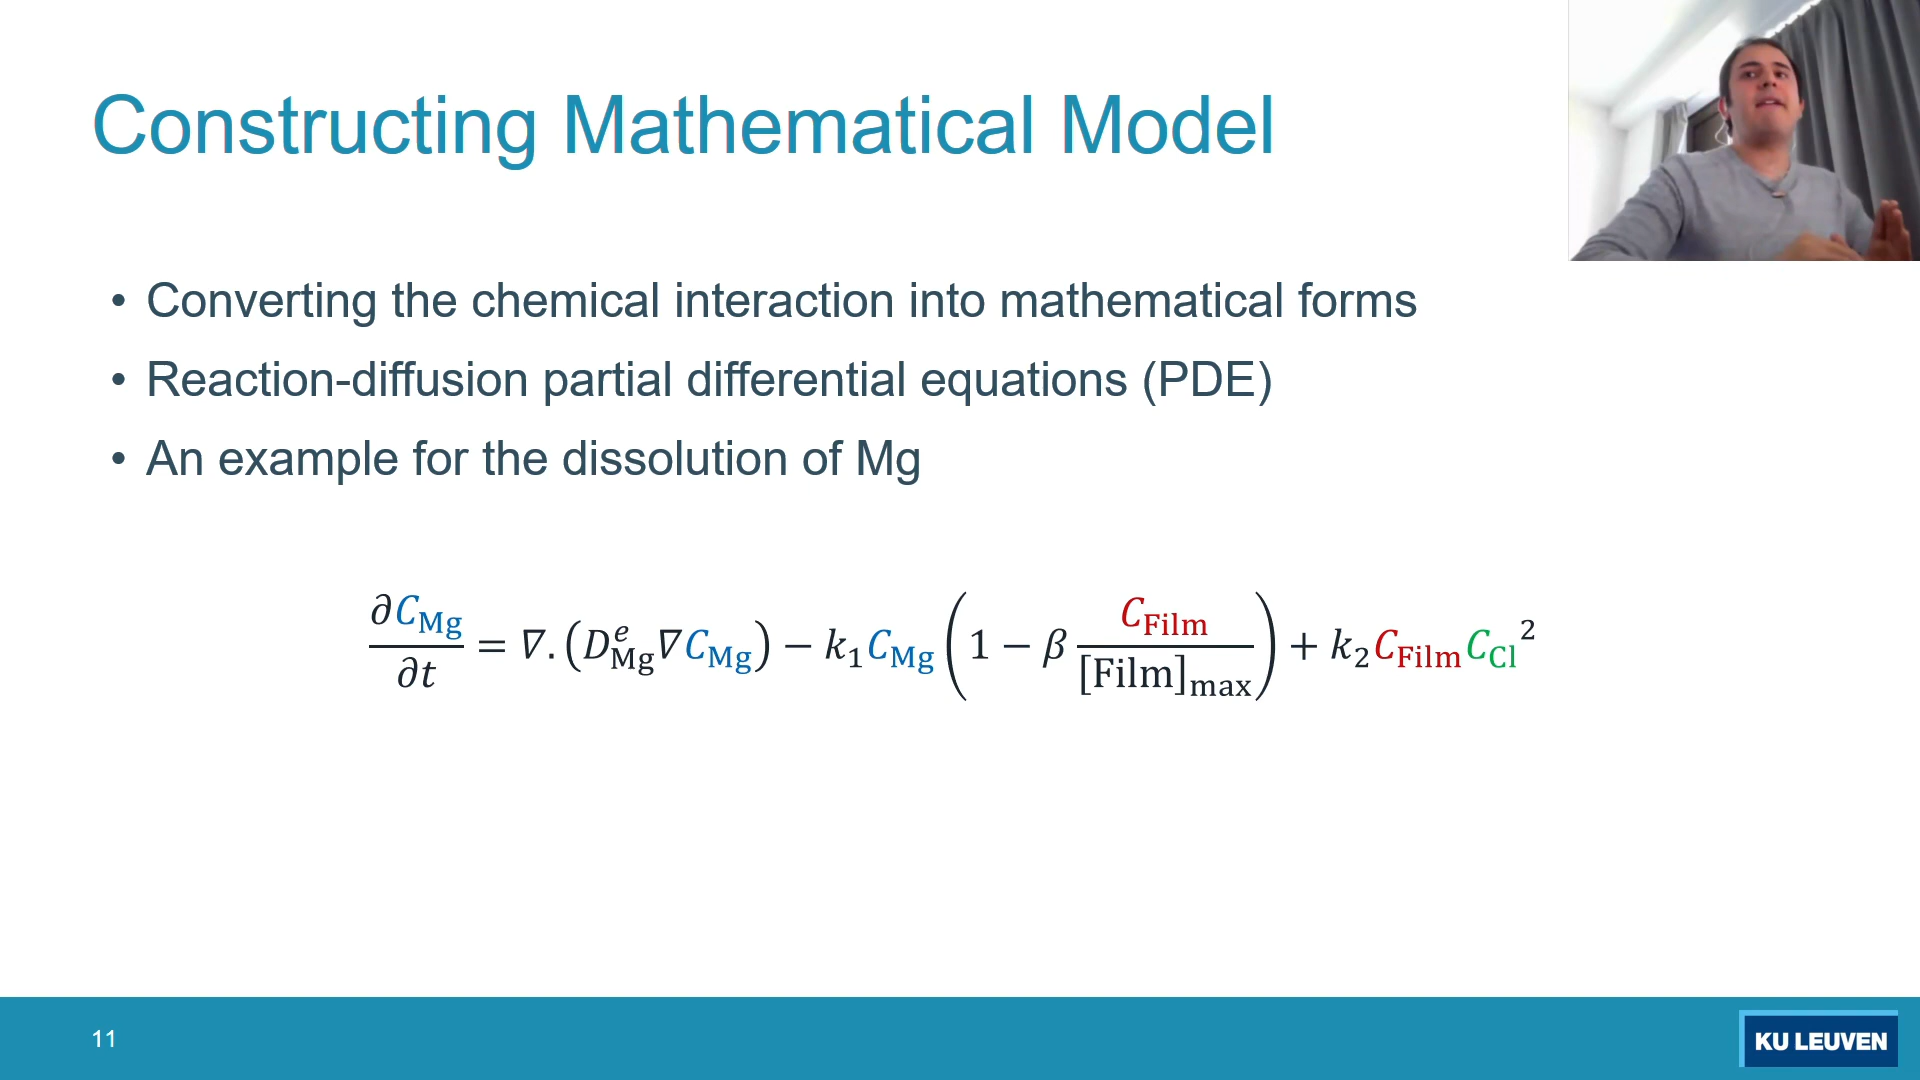 Constructing Mathematical Model
• Converting the chemical interaction into mathematical forms
• Reaction-diffusion partial differential equations (PDE)
• An example for the dissolution of Mg
∂C_Mg/∂t = ∇.(D^e_Mg ∇C_Mg) − k_1 C_Mg (1 − β C_Film/[Film]_max) + k_2 C_Film C_Cl^2
11
KU LEUVEN